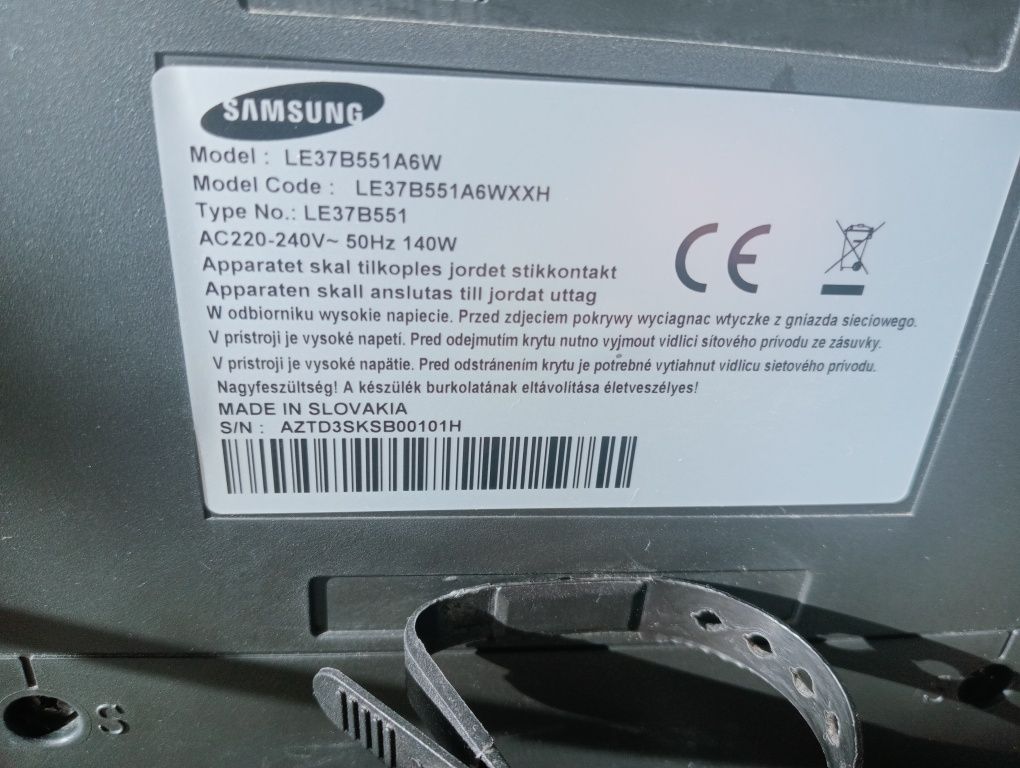 SAMSUNG
Model : LE37B551A6W
Model Code : LE37B551A6WXXH
Type No.: LE37B551
AC220-240V~ 50Hz 140W
Apparatet skal tilkoples jordet stikkontakt
Apparaten skall anslutas till jordat uttag
W odbiorniku wysokie napiecie. Przed zdjeciem pokrywy wyciagnac wtyczke z gniazda sieciowego.
V prístroji je vysoké napetí. Pred odejmutím krytu nutno vyjmout vidlici sítového prívodu ze zásuvky.
V prístroji je vysoké napätie. Pred odstránením krytu je potrebné vytiahnut vidlicu sietového prívodu.
Nagyfeszültség! A készülék burkolatának eltávolítása életveszélyes!
MADE IN SLOVAKIA
S/N : AZTD3SKSB00101H
CE
S